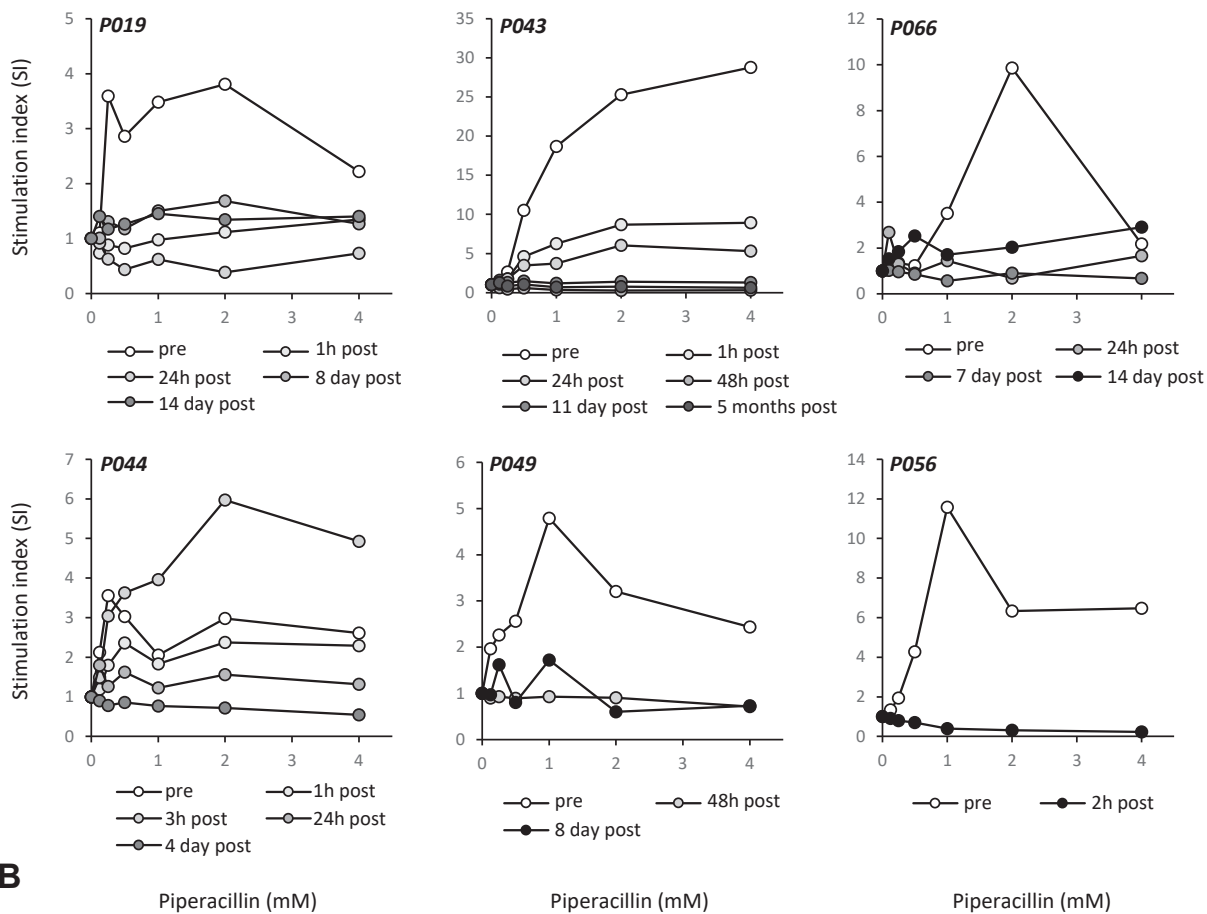 Stimulation index (SI)
P019
5
4
3
2
1
0
0 1 2 3 4
pre 1h post
24h post 8 day post
14 day post
P043
35
30
25
20
15
10
5
0
0 1 2 3 4
pre 1h post
24h post 48h post
11 day post 5 months post
P066
12
10
8
6
4
2
0
0 1 2 3 4
pre 24h post
7 day post 14 day post
Stimulation index (SI)
P044
7
6
5
4
3
2
1
0
0 1 2 3 4
pre 1h post
3h post 24h post
4 day post
P049
6
5
4
3
2
1
0
0 1 2 3 4
pre 48h post
8 day post
P056
14
12
10
8
6
4
2
0
0 1 2 3 4
pre 2h post
B
Piperacillin (mM) Piperacillin (mM) Piperacillin (mM)